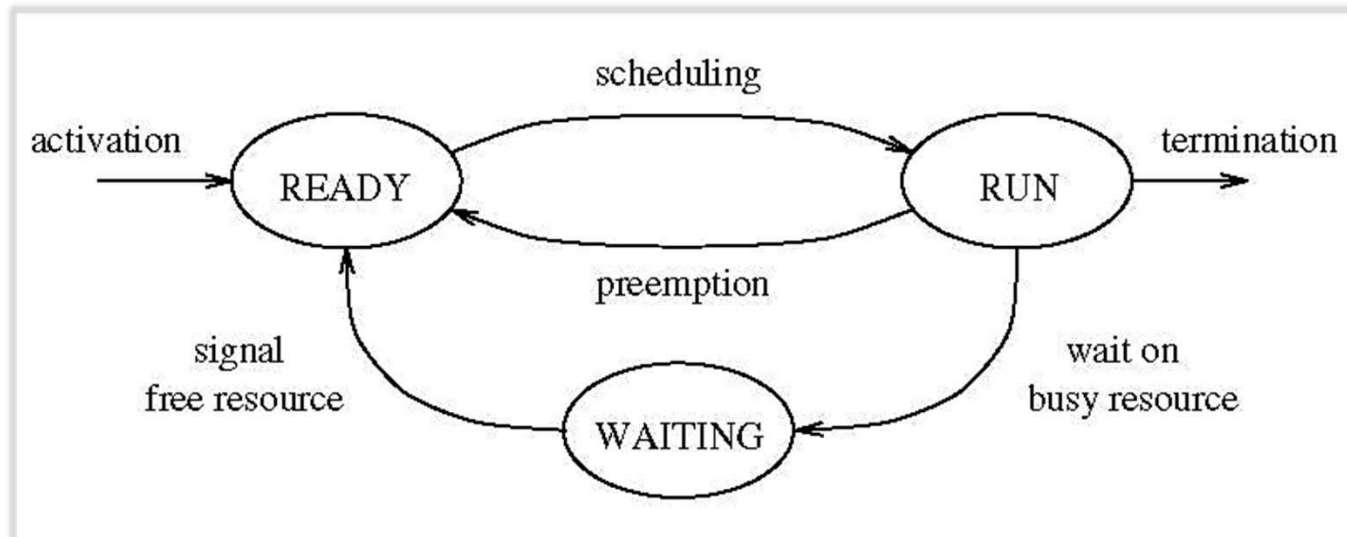 scheduling
activation
termination
READY
RUN
preemption
signal
free resource
wait on
busy resource
WAITING